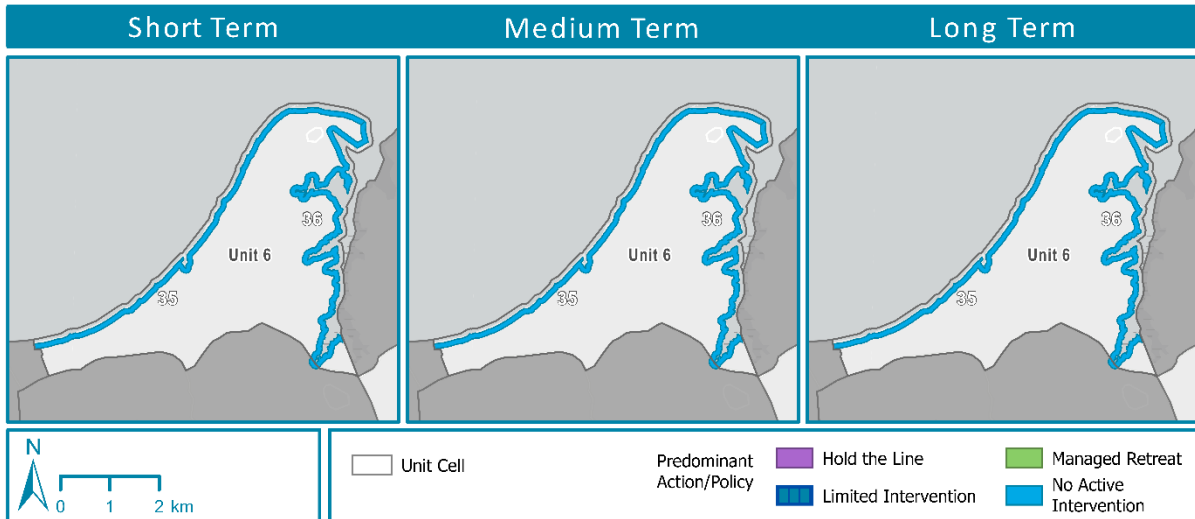 Short Term
Medium Term
Long Term
36
Unit 6
35
36
Unit 6
35
36
Unit 6
35
N
0 1 2 km
Unit Cell
Predominant
Action/Policy
Hold the Line
Limited Intervention
Managed Retreat
No Active
Intervention